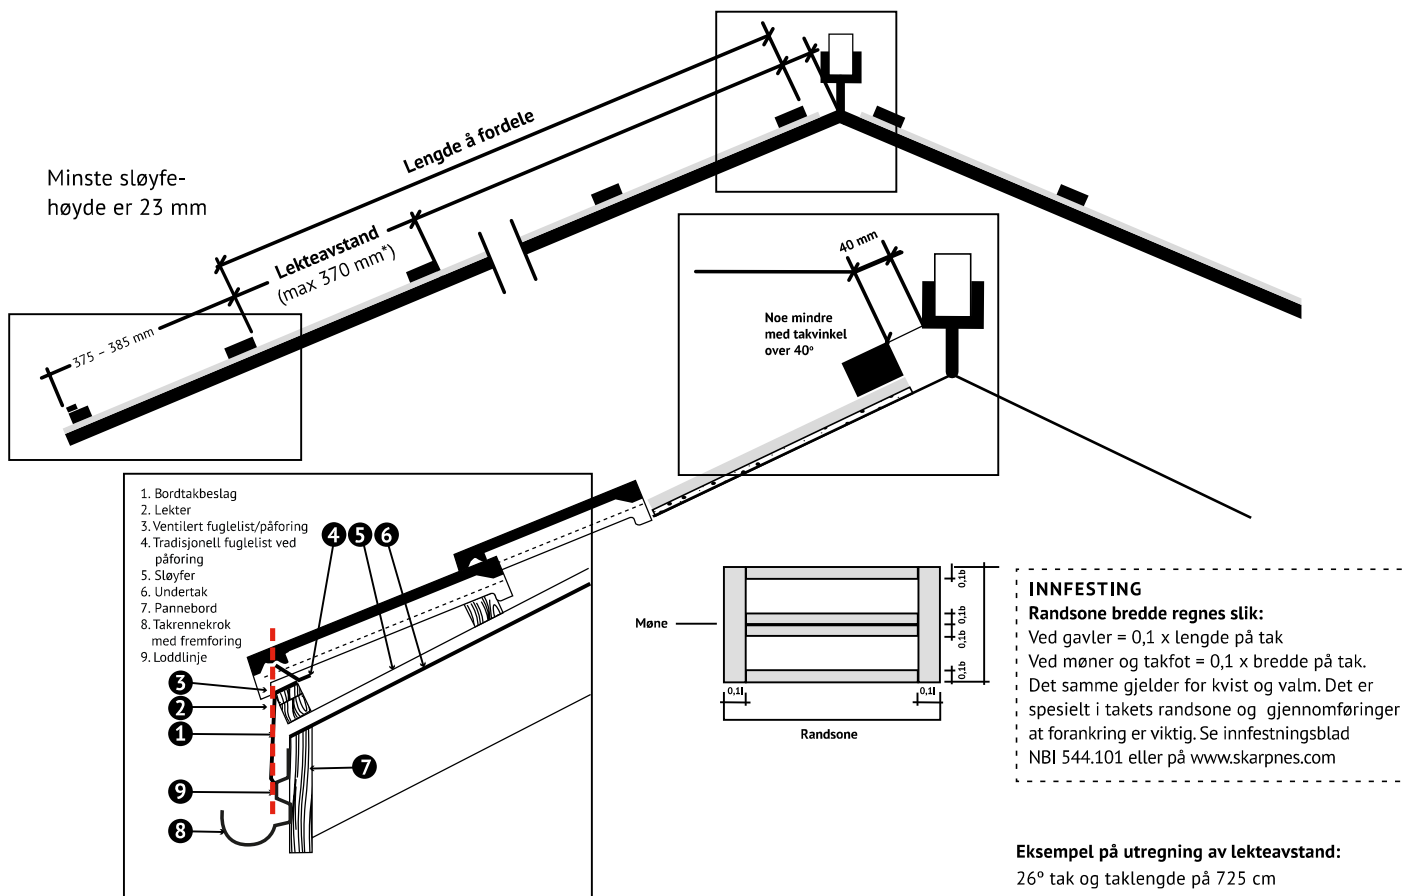 Minste sløyfe-
høyde er 23 mm
Lengde å fordele
Lekteavstand
(max 370 mm*)
375 – 385 mm
40 mm
Noe mindre
med takvinkel
over 40º
1. Bordtakbeslag
2. Lekter
3. Ventilert fuglelist/påforing
4. Tradisjonell fuglelist ved
påforing
5. Sløyfer
6. Undertak
7. Pannebord
8. Takrennekrok
med fremforing
9. Loddlinje
4 5 6
3
2
1
7
9
8
Møne
0,1b
0,1b
0,1b
0,1b
0,1l
0,1l
Randsone
INNFESTING
Randsone bredde regnes slik:
Ved gavler = 0,1 x lengde på tak
Ved møner og takfot = 0,1 x bredde på tak.
Det samme gjelder for kvist og valm. Det er
spesielt i takets randsone og gjennomføringer
at forankring er viktig. Se innfestningsblad
NBI 544.101 eller på www.skarpnes.com
Eksempel på utregning av lekteavstand:
26º tak og taklengde på 725 cm